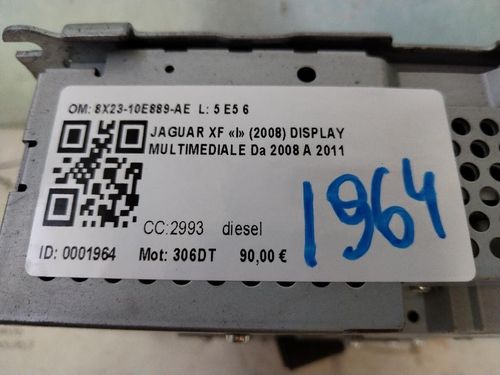 OM: 8X23-10E889-AE L: 5 E5 6
JAGUAR XF «I» (2008) DISPLAY
MULTIMEDIALE Da 2008 A 2011
CC:2993 diesel
ID: 0001964 Mot: 306DT 90,00 €
1964